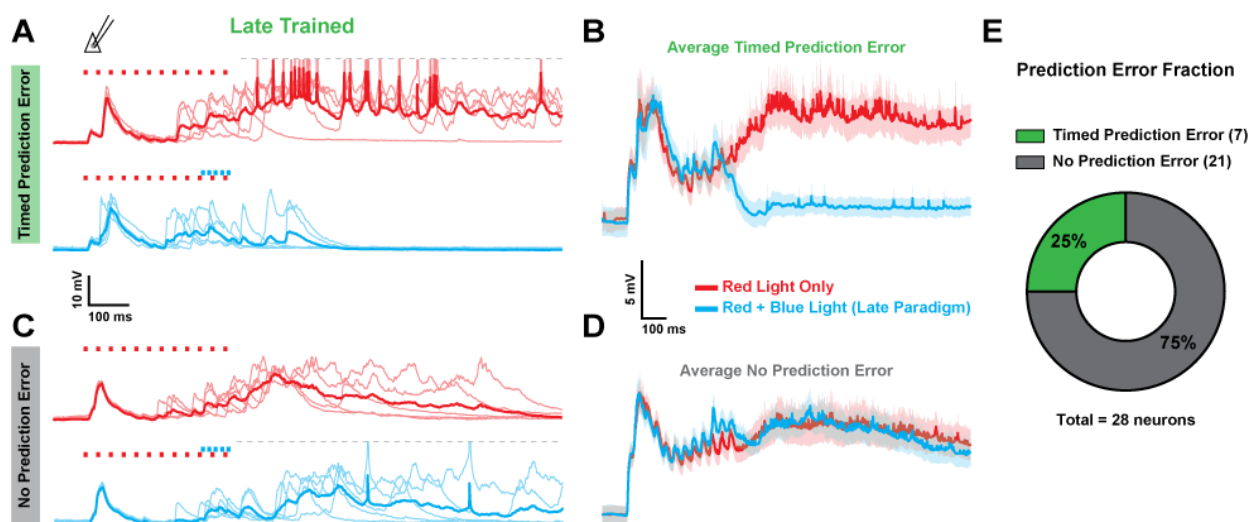 A
Late Trained
Timed Prediction Error
10 mV
100 ms
B
Average Timed Prediction Error
5 mV
100 ms
Red Light Only
Red + Blue Light (Late Paradigm)
C
No Prediction Error
D
Average No Prediction Error
E
Prediction Error Fraction
Timed Prediction Error (7)
No Prediction Error (21)
25%
75%
Total = 28 neurons